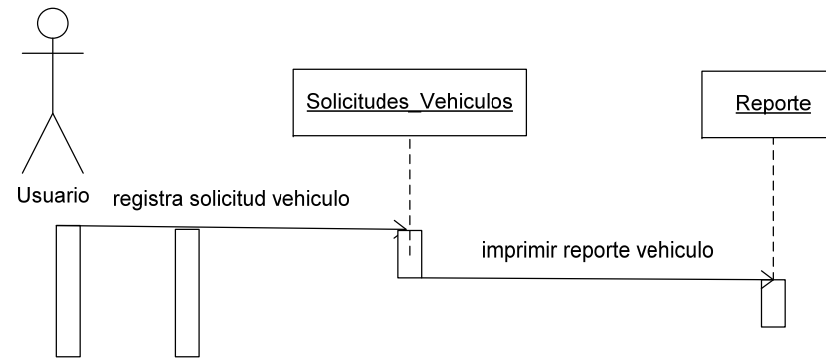 Solicitudes_Vehiculos
Reporte
Usuario
registra solicitud vehiculo
imprimir reporte vehiculo